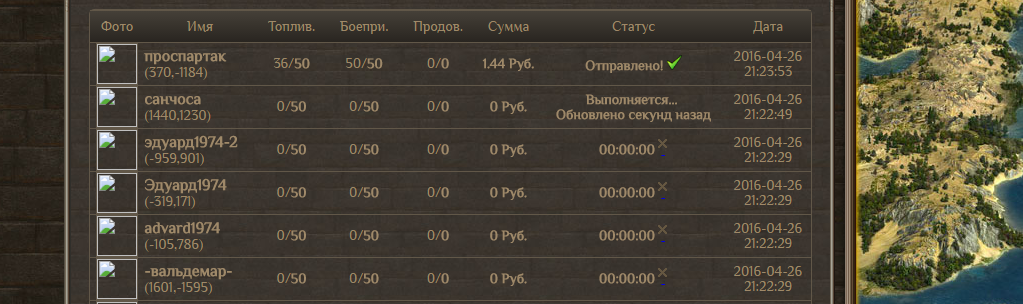 Фото Имя Топлив. Боепри. Продов. Сумма Статус Дата
проспартак 36/50 50/50 0/0 1.44 Руб. Отправлено! 2016-04-26
(370,-1184) 21:23:53
санчоса 0/50 0/50 0/0 0 Руб. Выполняется... 2016-04-26
(1440,1230) Обновлено секунд назад 21:22:49
эдуард1974-2 0/50 0/50 0/0 0 Руб. 00:00:00 2016-04-26
(-959,901) 21:22:29
Эдуард1974 0/50 0/50 0/0 0 Руб. 00:00:00 2016-04-26
(-319,171) 21:22:29
advard1974 0/50 0/50 0/0 0 Руб. 00:00:00 2016-04-26
(-105,786) 21:22:29
-вальдемар- 0/50 0/50 0/0 0 Руб. 00:00:00 2016-04-26
(1601,-1595) 21:22:29